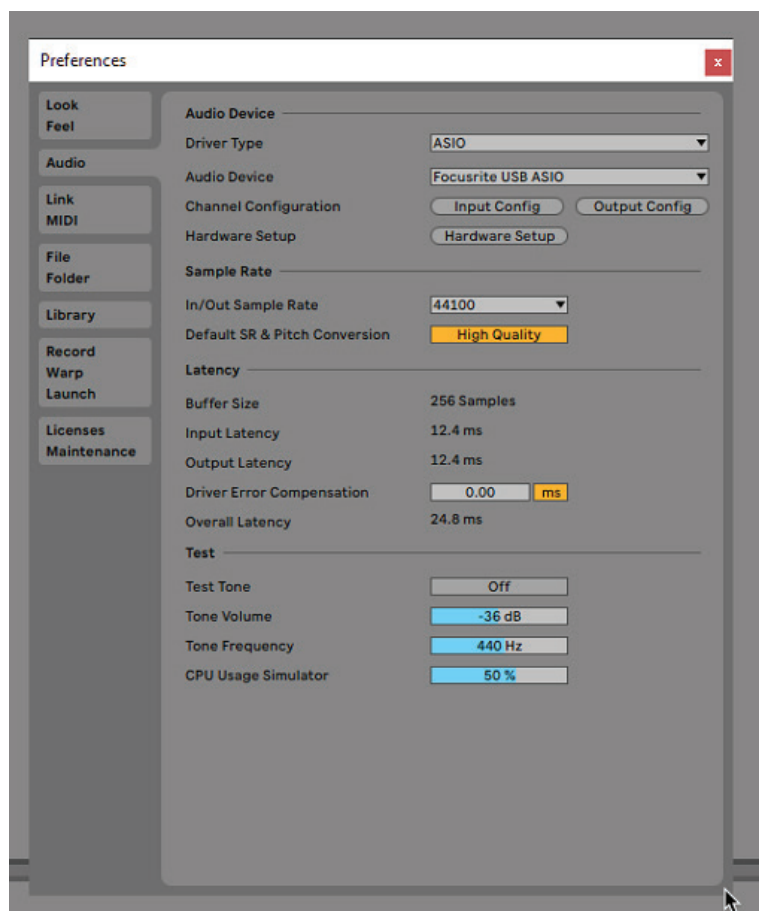 Preferences
x
Look
Feel
Audio
Link
MIDI
File
Folder
Library
Record
Warp
Launch
Licenses
Maintenance
Audio Device
Driver Type ASIO
Audio Device Focusrite USB ASIO
Channel Configuration Input Config Output Config
Hardware Setup Hardware Setup
Sample Rate
In/Out Sample Rate 44100
Default SR & Pitch Conversion High Quality
Latency
Buffer Size 256 Samples
Input Latency 12.4 ms
Output Latency 12.4 ms
Driver Error Compensation 0.00 ms
Overall Latency 24.8 ms
Test
Test Tone Off
Tone Volume -36 dB
Tone Frequency 440 Hz
CPU Usage Simulator 50 %